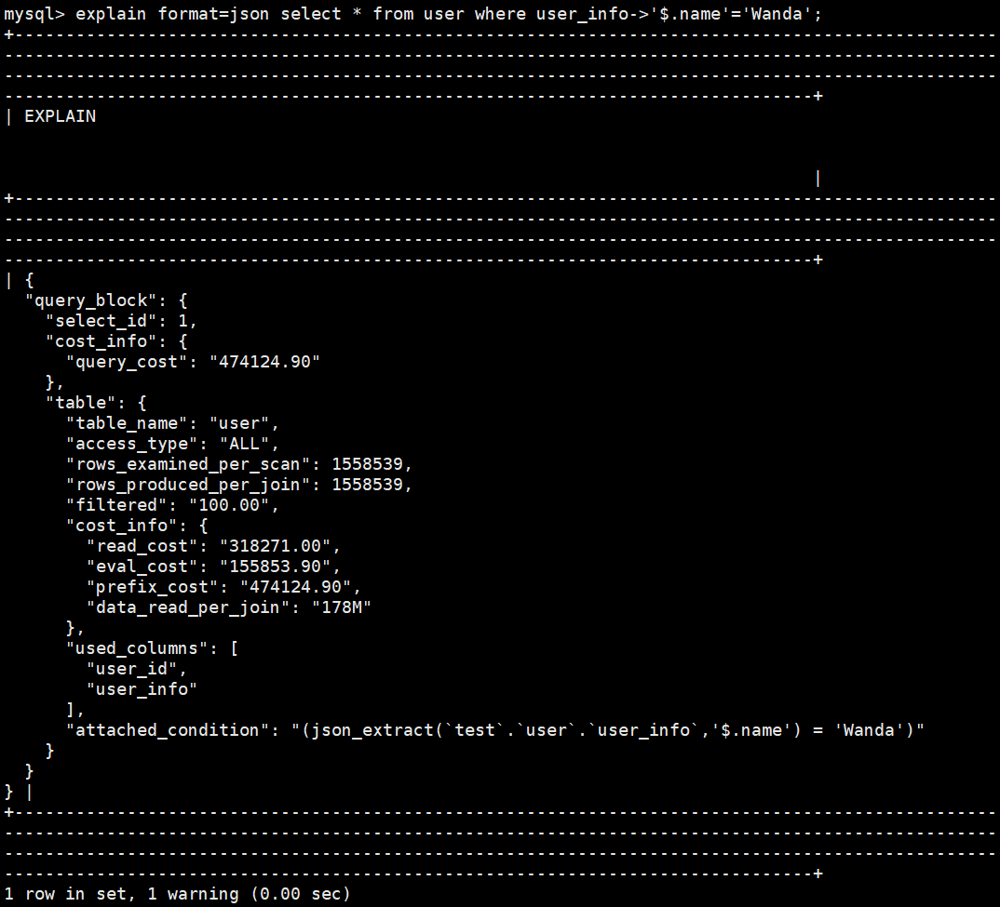 mysql> explain format=json select * from user where user_info->'$.name'='Wanda';
+-------------------------------------------------------------------------------------------------
--------------------------------------------------------------------------------------------------
--------------------------------------------------------------------------------------------------
-------------------------------------------------------------------------------+
| EXPLAIN
|
+-------------------------------------------------------------------------------------------------
--------------------------------------------------------------------------------------------------
--------------------------------------------------------------------------------------------------
-------------------------------------------------------------------------------+
| {
  "query_block": {
    "select_id": 1,
    "cost_info": {
      "query_cost": "474124.90"
    },
    "table": {
      "table_name": "user",
      "access_type": "ALL",
      "rows_examined_per_scan": 1558539,
      "rows_produced_per_join": 1558539,
      "filtered": "100.00",
      "cost_info": {
        "read_cost": "318271.00",
        "eval_cost": "155853.90",
        "prefix_cost": "474124.90",
        "data_read_per_join": "178M"
      },
      "used_columns": [
        "user_id",
        "user_info"
      ],
      "attached_condition": "(json_extract(`test`.`user`.`user_info`,'$.name') = 'Wanda')"
    }
  }
} |
+-------------------------------------------------------------------------------------------------
--------------------------------------------------------------------------------------------------
--------------------------------------------------------------------------------------------------
-------------------------------------------------------------------------------+
1 row in set, 1 warning (0.00 sec)